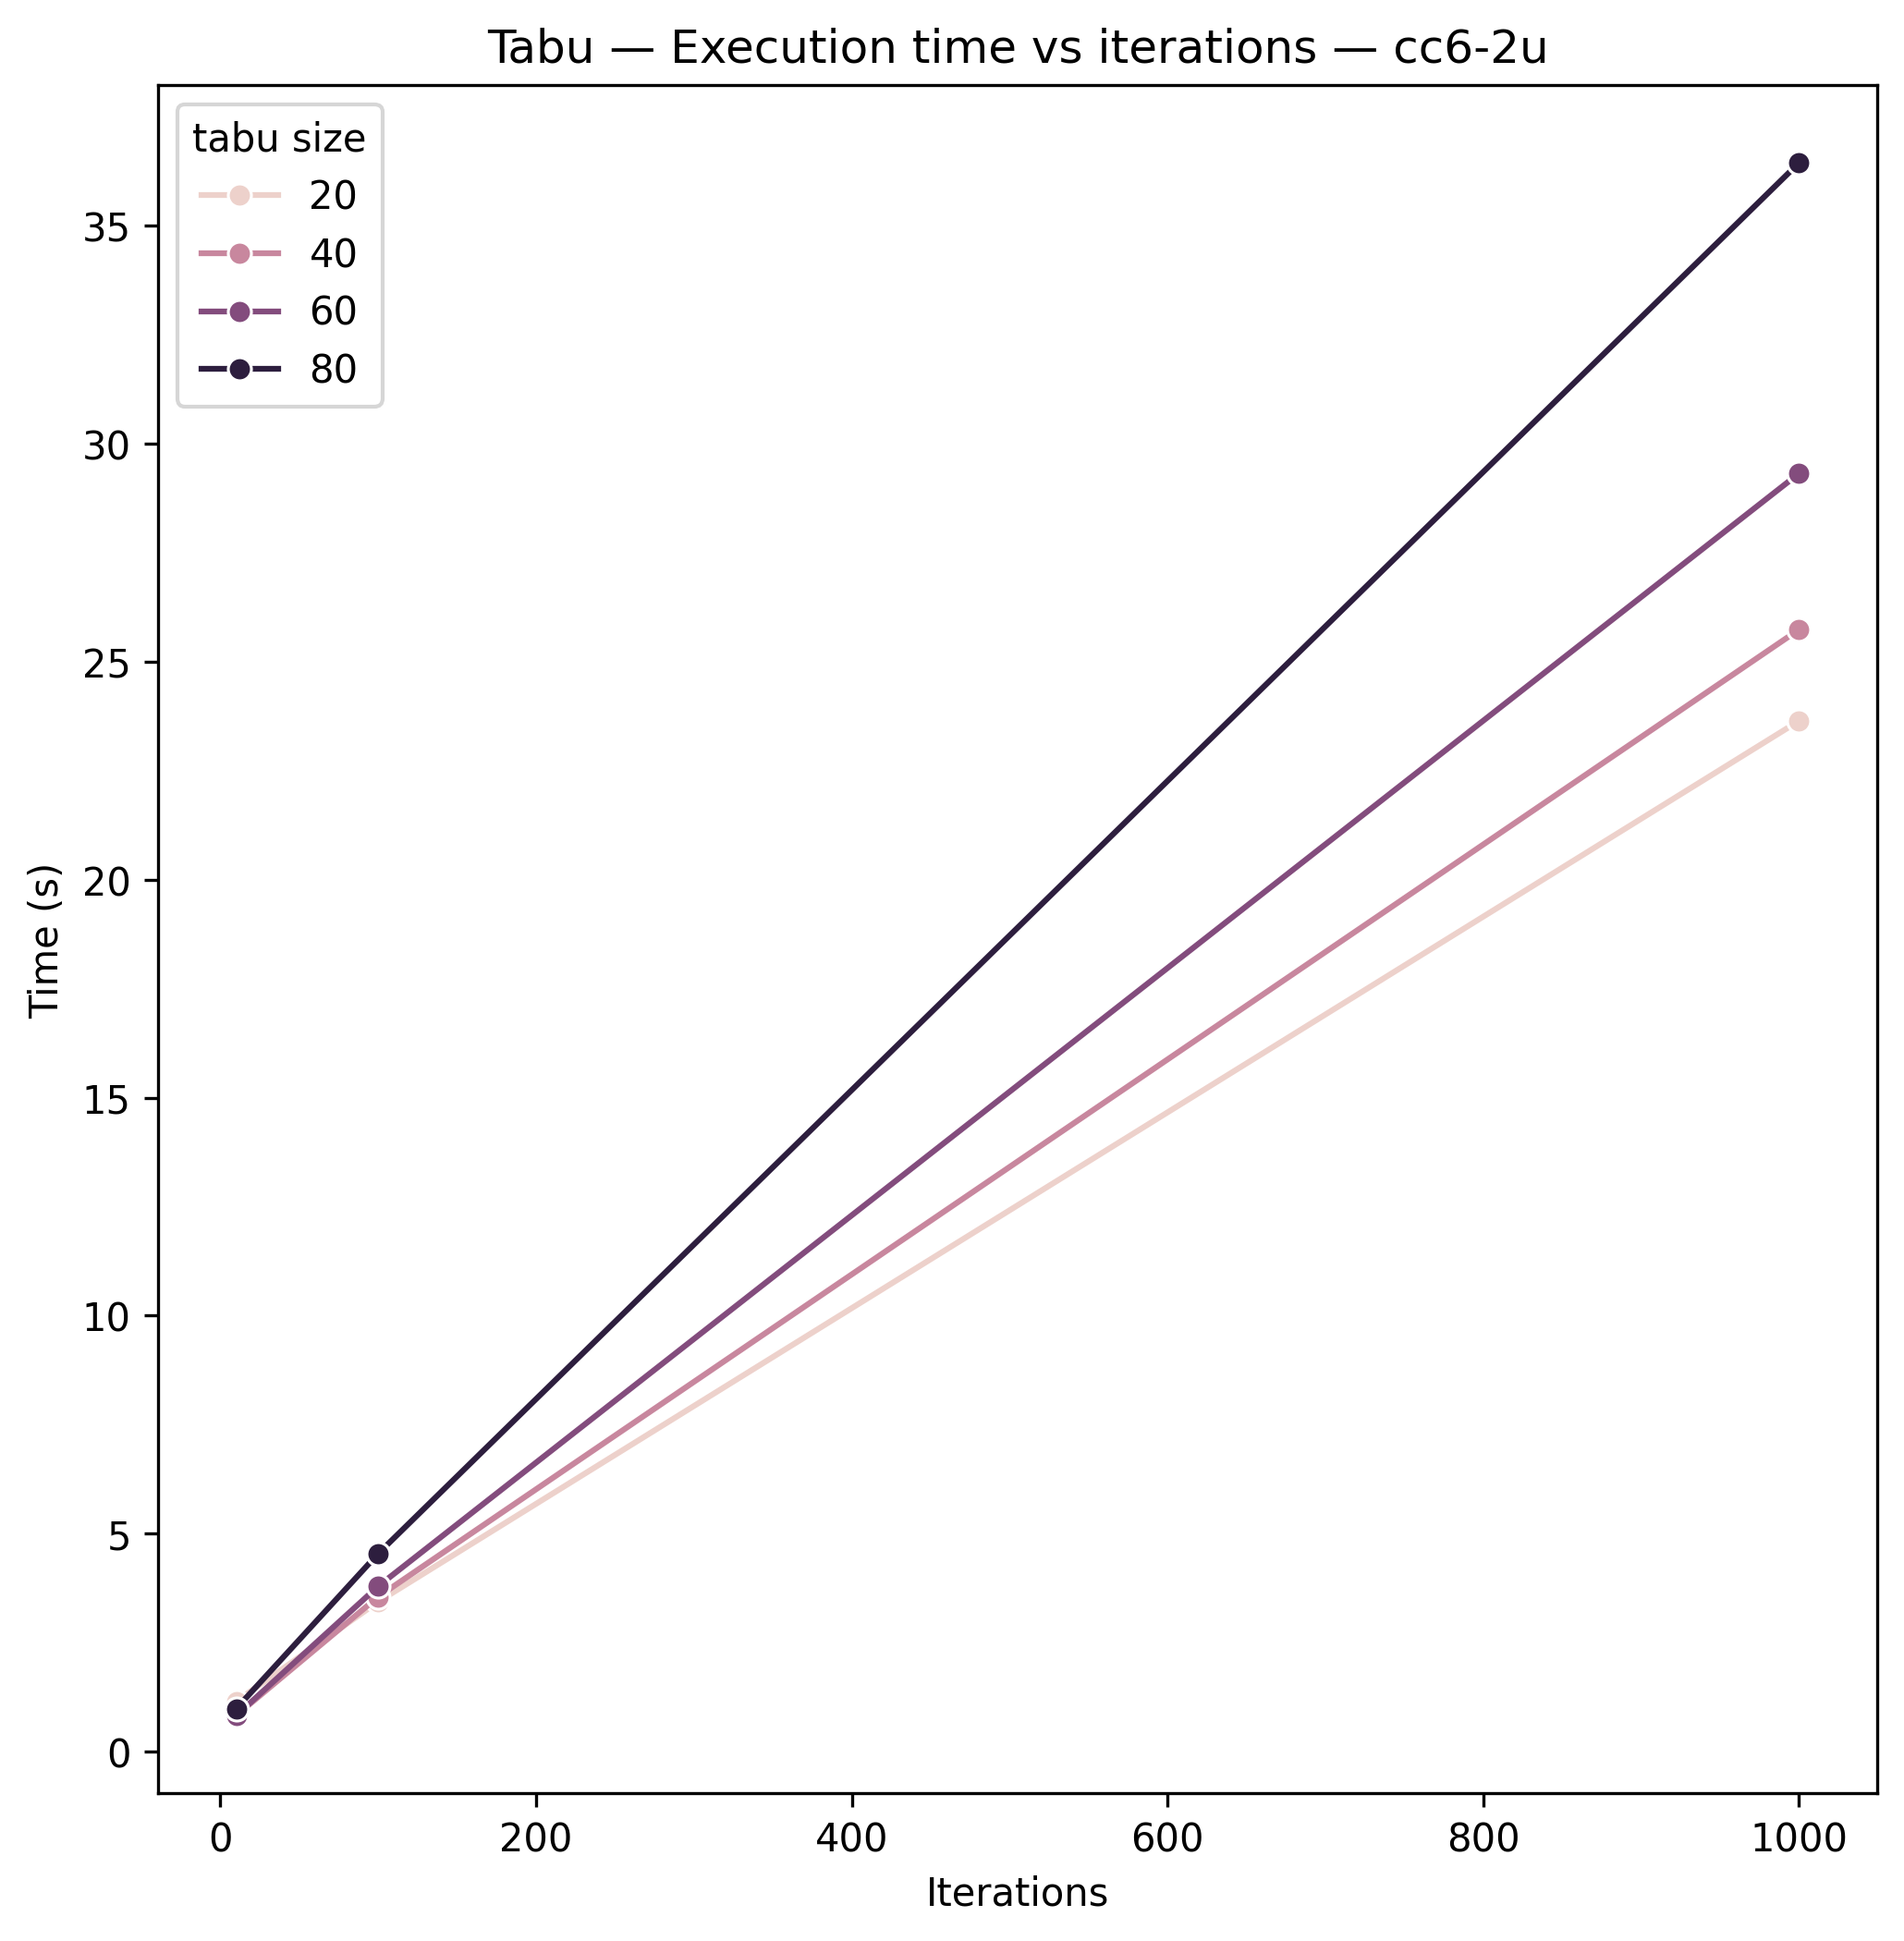 Tabu — Execution time vs iterations — cc6-2u
tabu size
20
40
60
80
35
30
25
20
15
10
5
0
Time (s)
0 200 400 600 800 1000
Iterations